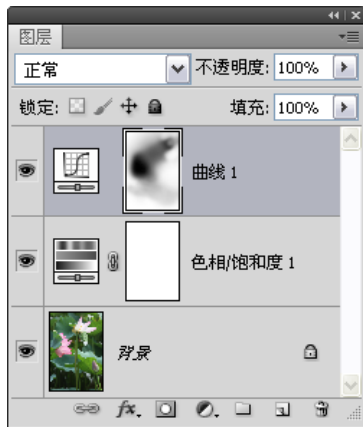 图层
正常 不透明度: 100%
锁定: 填充: 100%
曲线 1
色相/饱和度 1
背景
fx.